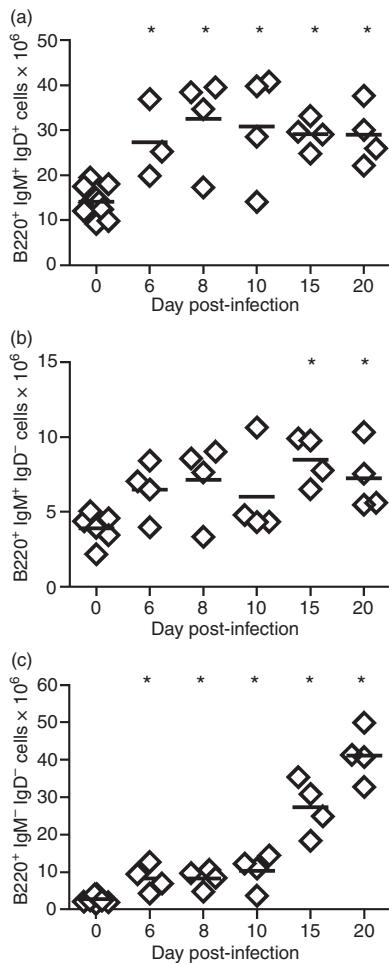 (a)
B220⁺ IgM⁺ IgD⁺ cells × 10⁶
* * * * *
50
40
30
20
10
0
0 6 8 10 15 20
Day post-infection
(b)
B220⁺ IgM⁺ IgD⁻ cells × 10⁶
* *
15
10
5
0
0 6 8 10 15 20
Day post-infection
(c)
B220⁺ IgM⁻ IgD⁻ cells × 10⁶
* * * * *
60
50
40
30
20
10
0
0 6 8 10 15 20
Day post-infection